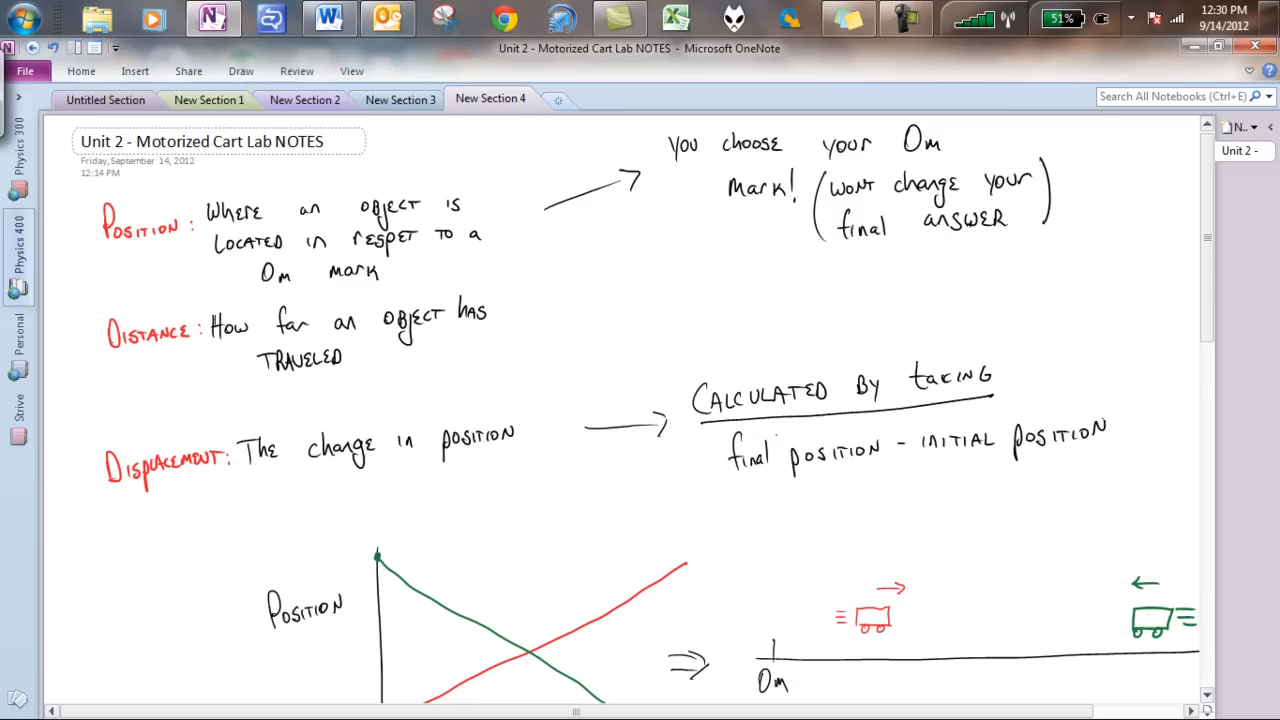 51%
12:30 PM
9/14/2012
Unit 2 - Motorized Cart Lab NOTES - Microsoft OneNote
File Home Insert Share Draw Review View
Untitled Section New Section 1 New Section 2 New Section 3 New Section 4
Search All Notebooks (Ctrl+E)
N..
Unit 2 -
Physics 300
Physics 400
Personal
Strive
Unit 2 - Motorized Cart Lab NOTES
Friday, September 14, 2012
12:14 PM
You choose your 0m
mark! (wont change your
final answer)
Position: Where an object is
located in respet to a
0m mark
Distance: How far an object has
traveled
Displacement: The change in position
Calculated by taking
final position - initial position
Position
0m